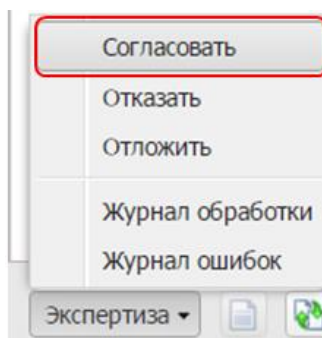 Согласовать
Отказать
Отложить
Журнал обработки
Журнал ошибок
Экспертиза